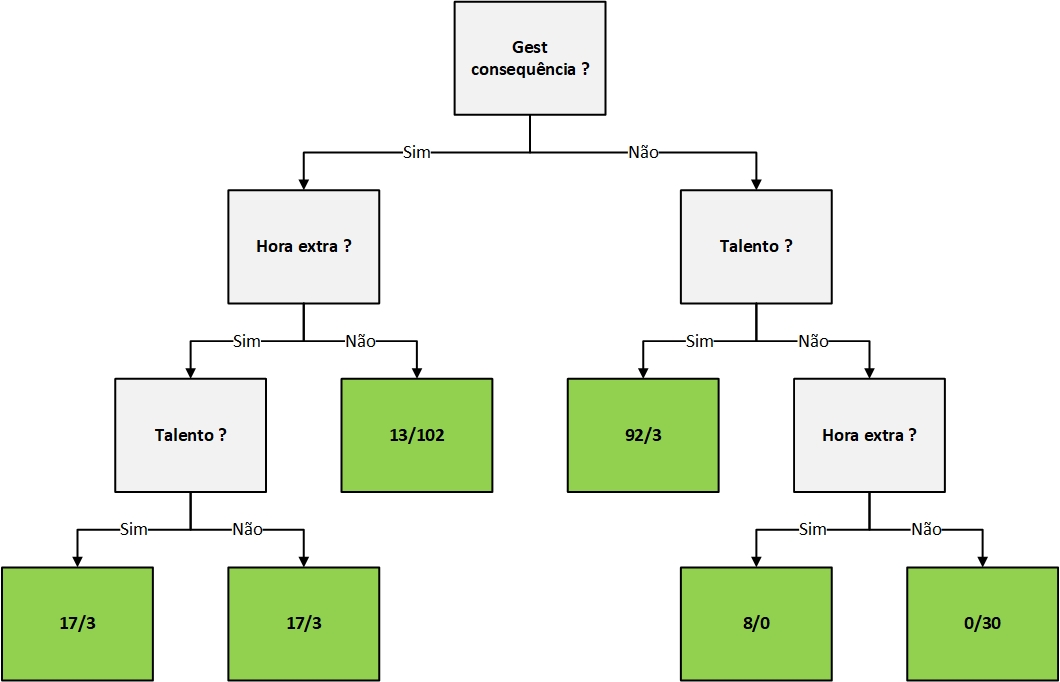 Gest
consequência ?
Sim
Não
Hora extra ?
Talento ?
Sim
Não
Sim
Não
Talento ?
13/102
92/3
Hora extra ?
Sim
Não
Sim
Não
17/3
17/3
8/0
0/30